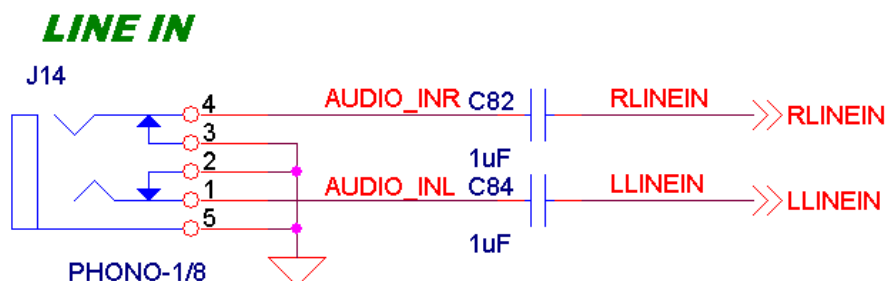 LINE IN
J14
4 AUDIO_INR C82 RLINEIN RLINEIN
3
1uF
2
1 AUDIO_INL C84 LLINEIN LLINEIN
5
1uF
PHONO-1/8